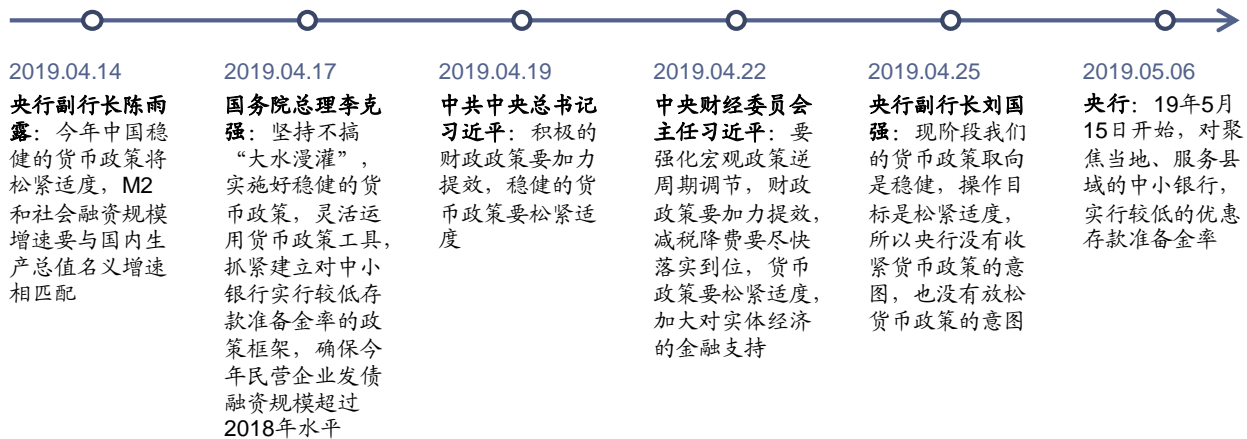 2019.04.14
央行副行长陈雨
露：今年中国稳
健的货币政策将
松紧适度，M2
和社会融资规模
增速要与国内生
产总值名义增速
相匹配
2019.04.17
国务院总理李克
强：坚持不搞
“大水漫灌”，
实施好稳健的货
币政策，灵活运
用货币政策工具，
抓紧建立对中小
银行实行较低存
款准备金率的政
策框架，确保今
年民营企业发债
融资规模超过
2018年水平
2019.04.19
中共中央总书记
习近平：积极的
财政政策要加力
提效，稳健的货
币政策要松紧适
度
2019.04.22
中央财经委员会
主任习近平：要
强化宏观政策逆
周期调节，财政
政策要加力提效，
减税降费要尽快
落实到位，货币
政策要松紧适度，
加大对实体经济
的金融支持
2019.04.25
央行副行长刘国
强：现阶段我们
的货币政策取向
是稳健，操作目
标是松紧适度，
所以央行没有收
紧货币政策的意
图，也没有放松
货币政策的意图
2019.05.06
央行：19年5月
15日开始，对聚
焦当地、服务县
域的中小银行，
实行较低的优惠
存款准备金率